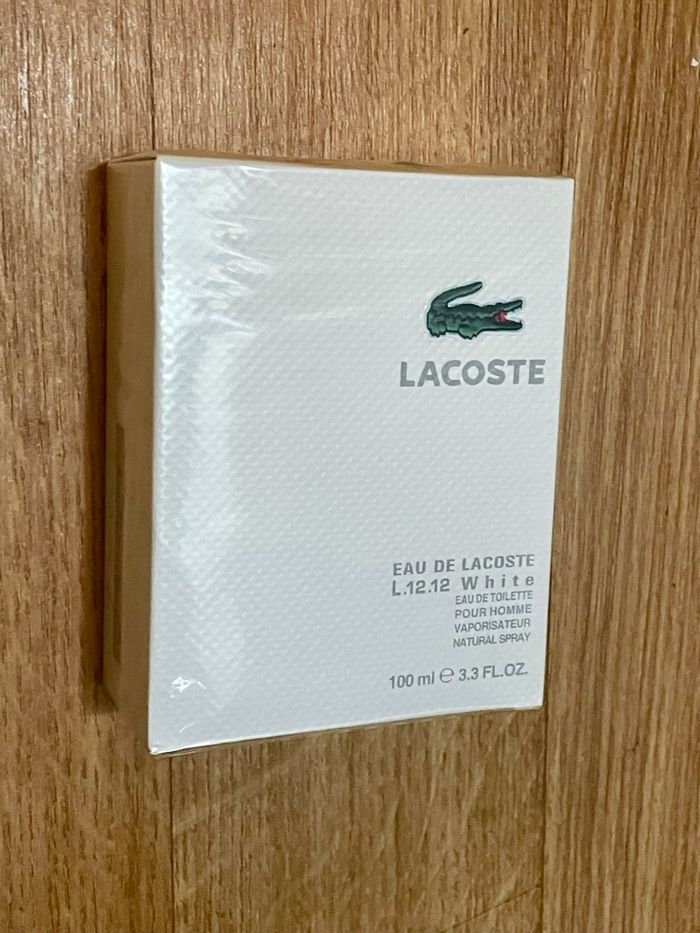 LACOSTE
EAU DE LACOSTE
L.12.12 White
EAU DE TOILETTE
POUR HOMME
VAPORISATEUR
NATURAL SPRAY
100 ml ℮ 3.3 FL.OZ.